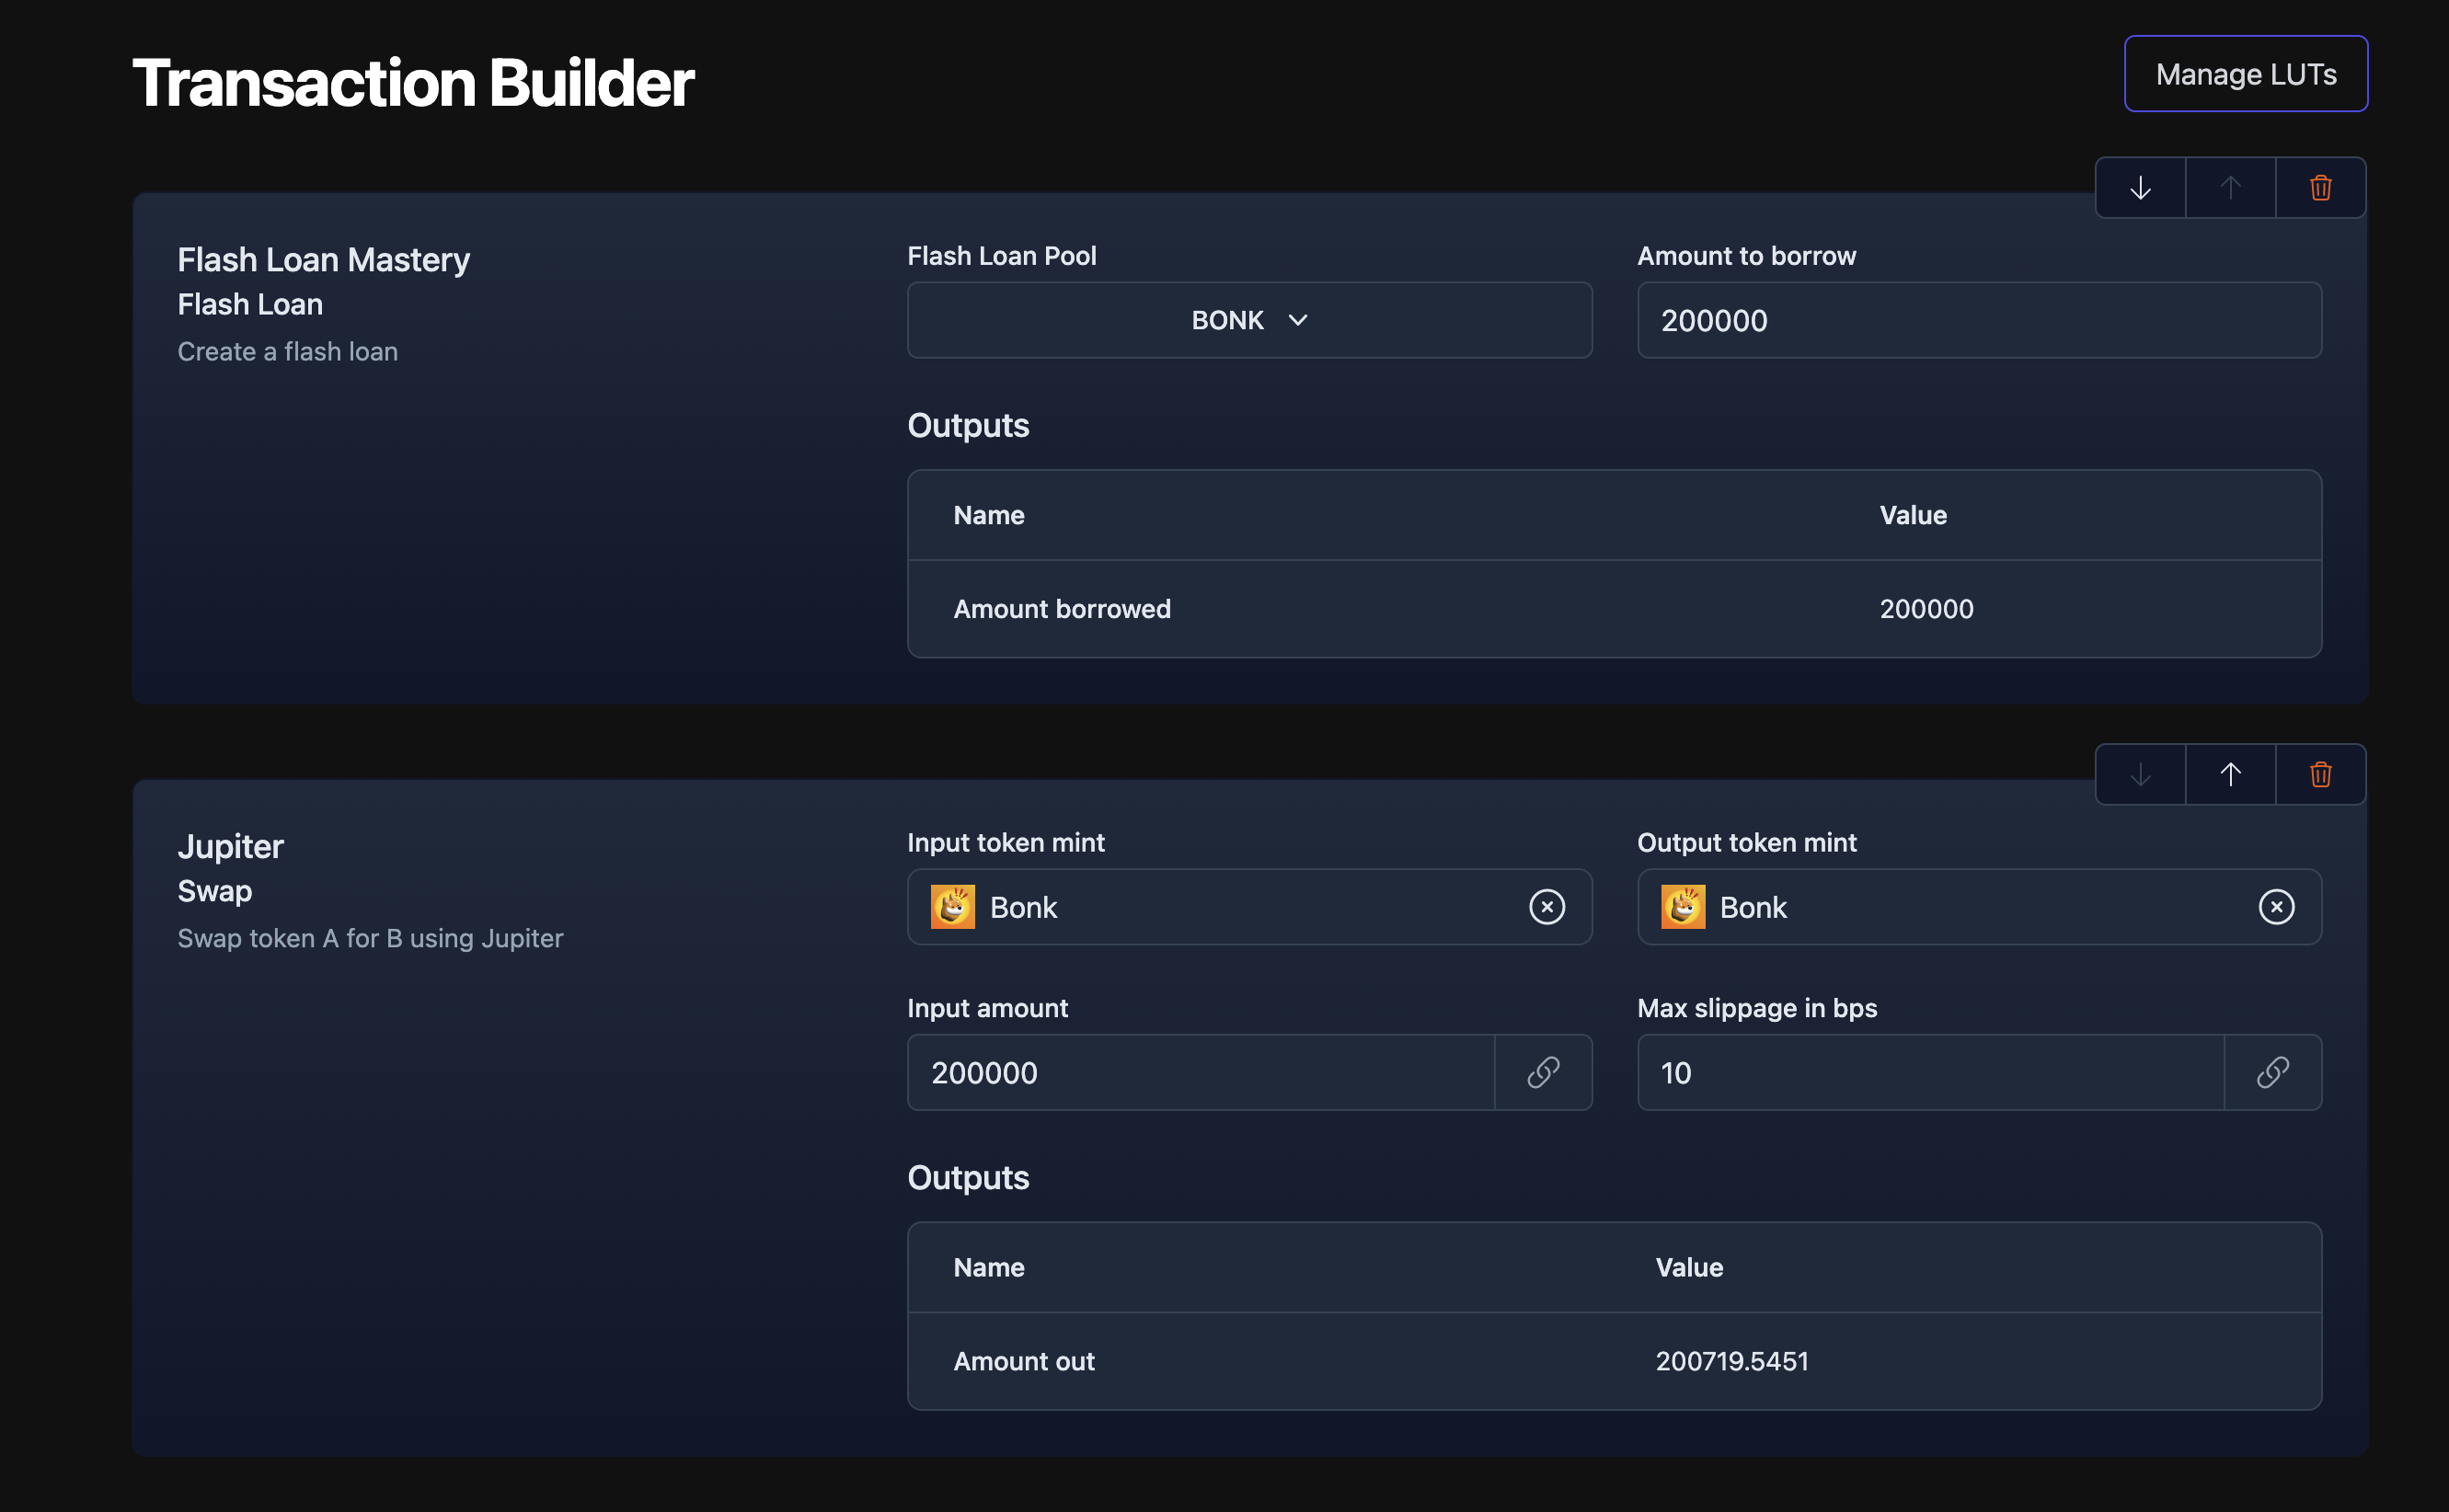 Transaction Builder
Manage LUTs
Flash Loan Mastery
Flash Loan
Create a flash loan
Flash Loan Pool
Amount to borrow
BONK
200000
Outputs
Name Value
Amount borrowed 200000
Jupiter
Swap
Swap token A for B using Jupiter
Input token mint
Output token mint
Bonk
Bonk
Input amount
Max slippage in bps
200000
10
Outputs
Name Value
Amount out 200719.5451